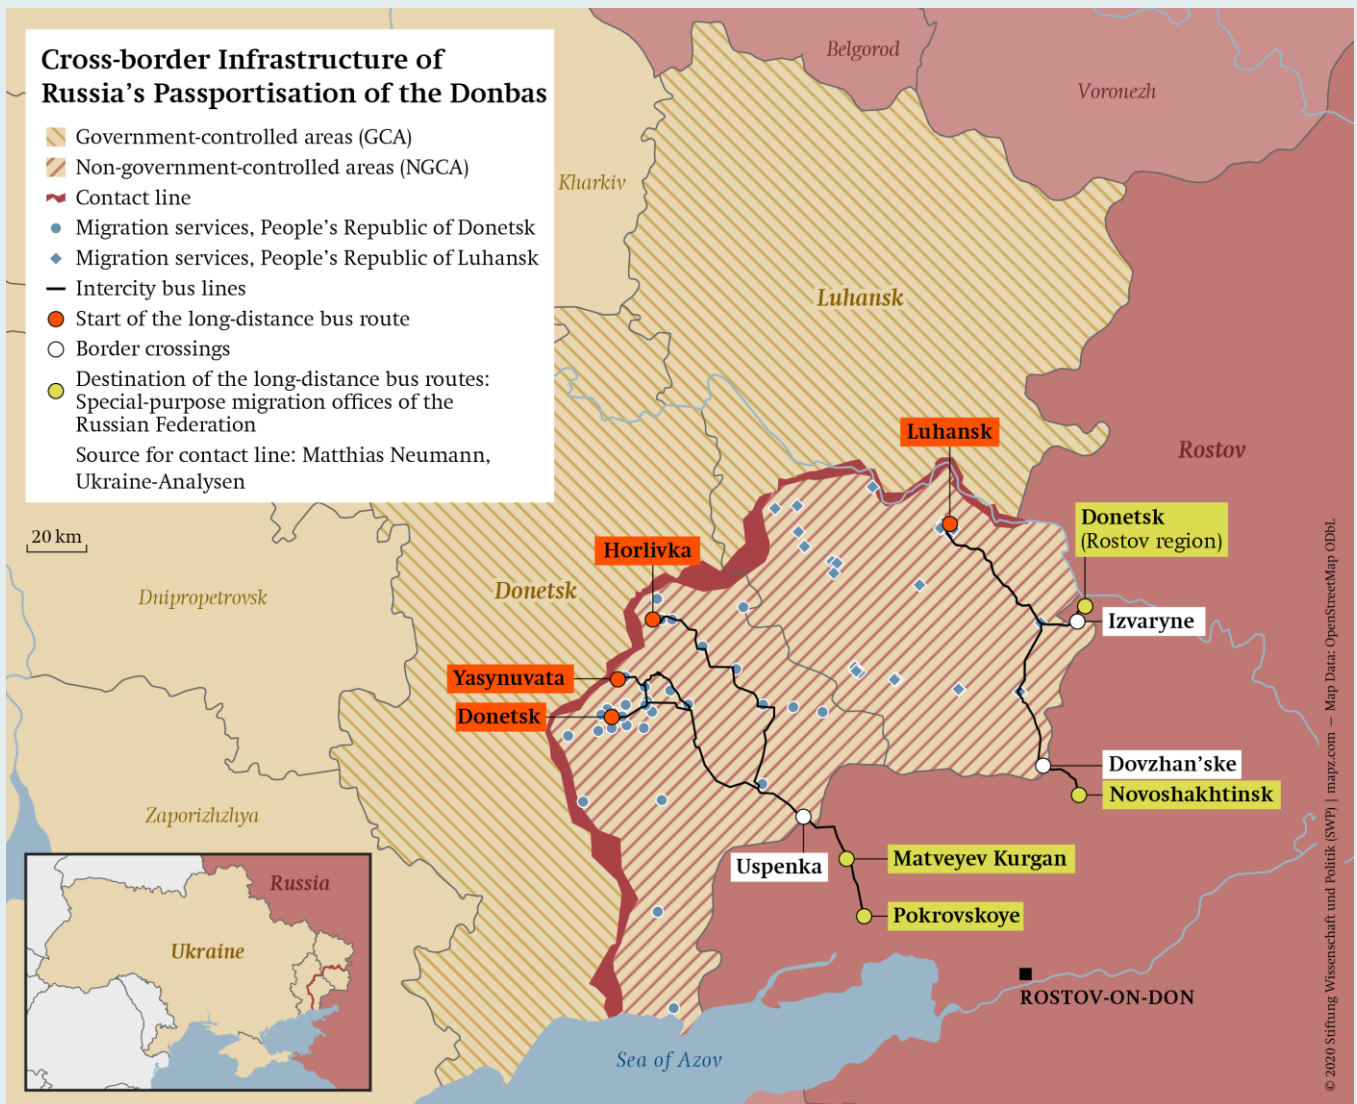 Cross-border Infrastructure of
Russia's Passportisation of the Donbas
Government-controlled areas (GCA)
Non-government-controlled areas (NGCA)
Contact line
Migration services, People's Republic of Donetsk
Migration services, People's Republic of Luhansk
Intercity bus lines
Start of the long-distance bus route
Border crossings
Destination of the long-distance bus routes:
Special-purpose migration offices of the
Russian Federation
Source for contact line: Matthias Neumann,
Ukraine-Analysen
20 km
Belgorod
Voronezh
Kharkiv
Luhansk
Luhansk
Rostov
Donetsk
(Rostov region)
Horlivka
Donetsk
Dnipropetrovsk
Izvaryne
Yasynuvata
Donetsk
Dovzhan'ske
Novoshakhtinsk
Zaporizhzhya
Uspenka
Matveyev Kurgan
Pokrovskoye
Russia
Ukraine
ROSTOV-ON-DON
Sea of Azov
© 2020 Stiftung Wissenschaft und Politik (SWP) | mapz.com — Map Data: OpenStreetMap ODbL